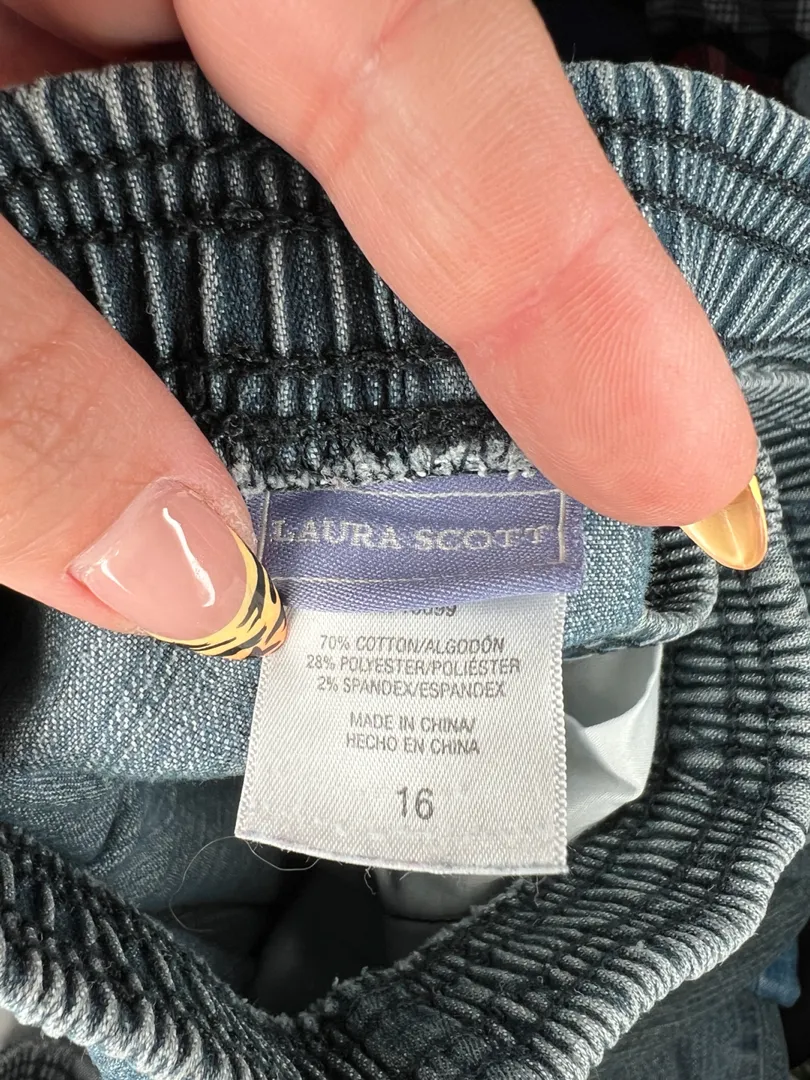 LAURA SCOTT
70% COTTON/ALGODÓN
28% POLYESTER/POLIÉSTER
2% SPANDEX/ESPANDEX
MADE IN CHINA/
HECHO EN CHINA
16